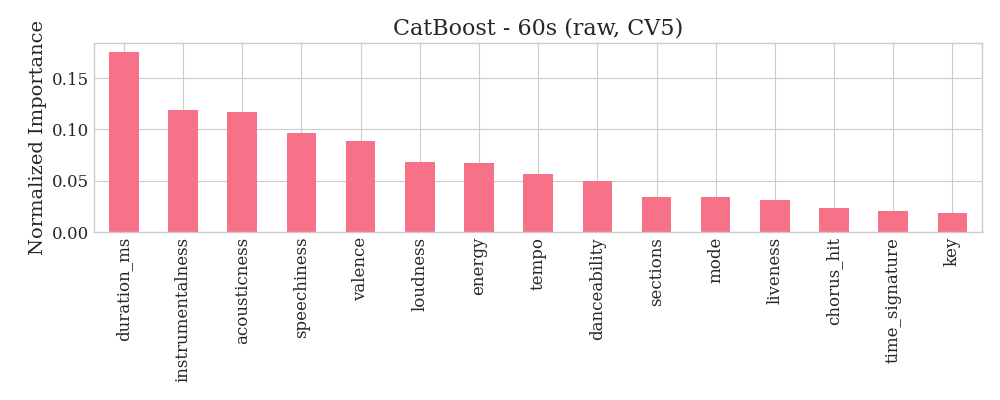 CatBoost - 60s (raw, CV5)
Normalized Importance
0.15
0.10
0.05
0.00
duration_ms
instrumentalness
acousticness
speechiness
valence
loudness
energy
tempo
danceability
sections
mode
liveness
chorus_hit
time_signature
key